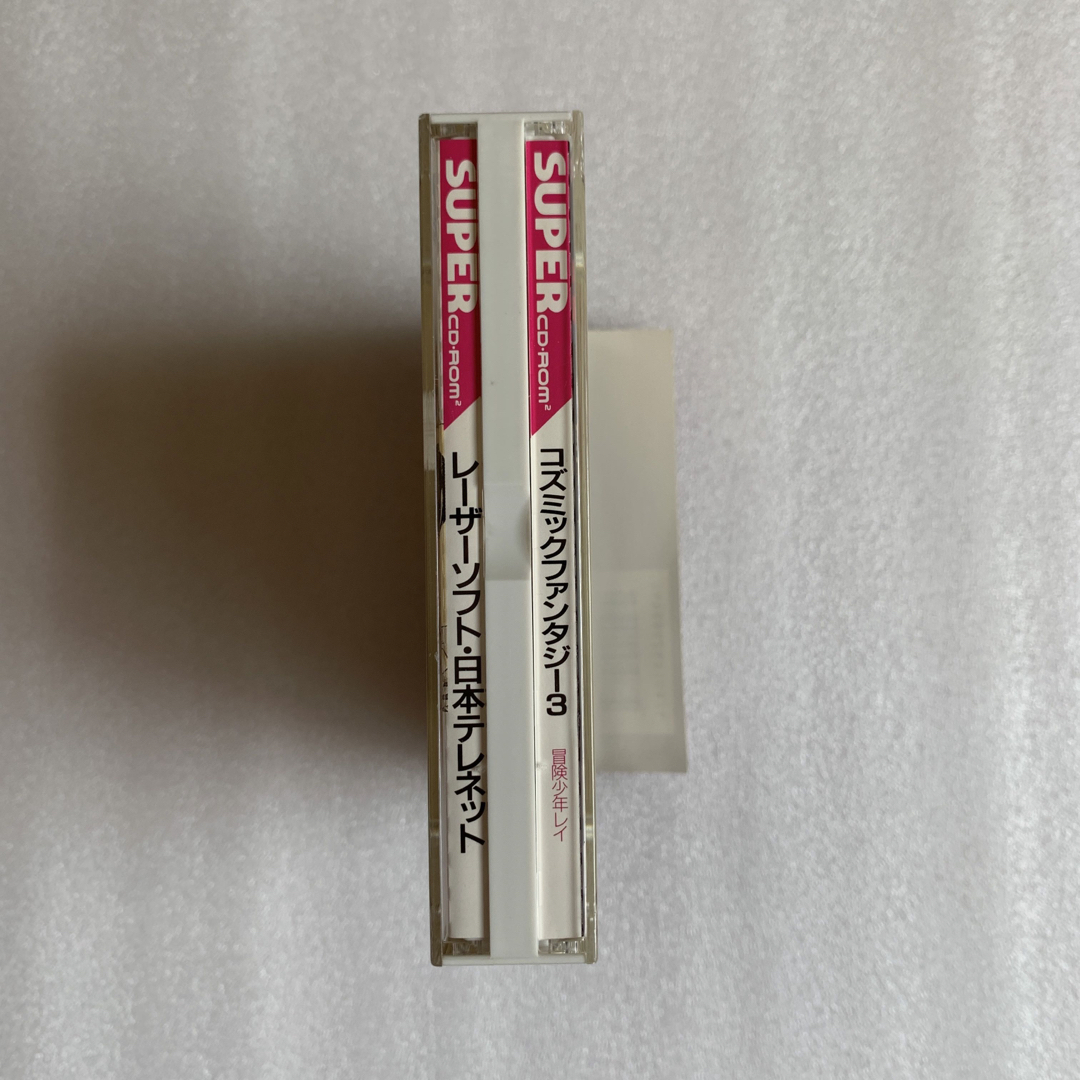 SUPER CD・ROM²
コズミックファンタジー3
冒険少年レイ
SUPER CD・ROM²
レーザーソフト・日本テレネット